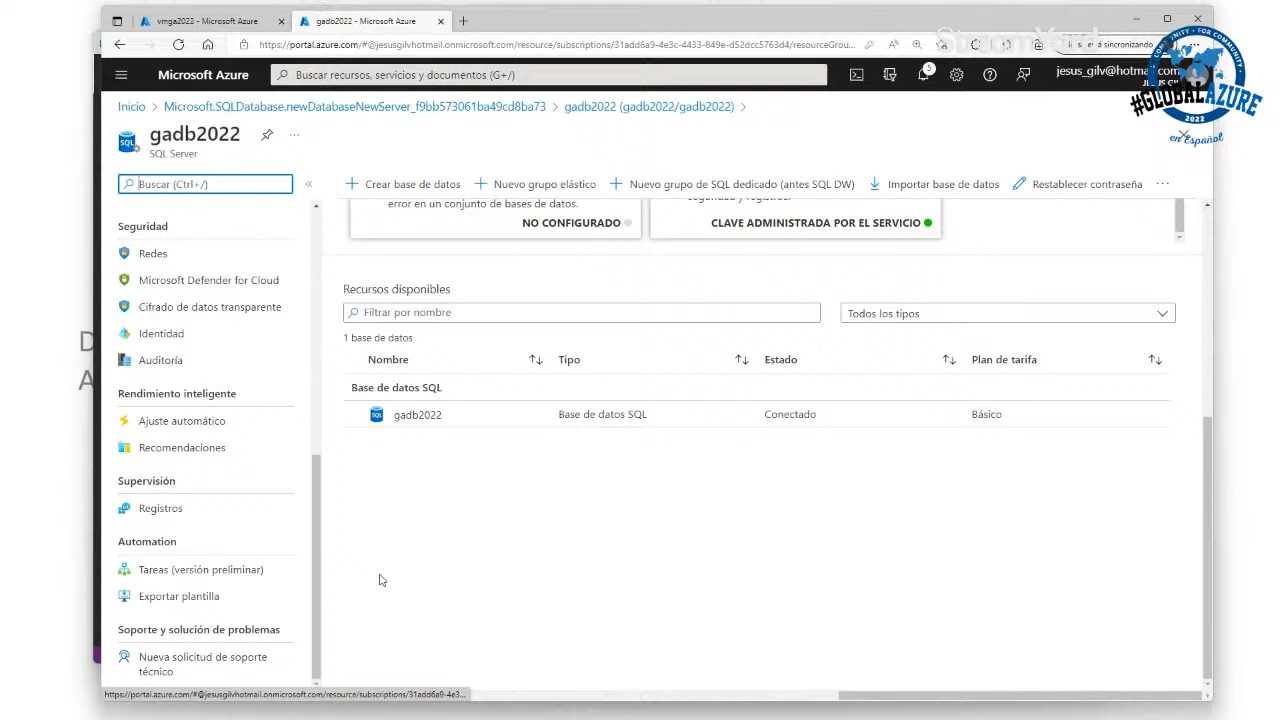 vmga2022 - Microsoft Azure
gadb2022 - Microsoft Azure
https://portal.azure.com/#@jesusgilvhotmail.onmicrosoft.com/resource/subscriptions/31add6a9-4e3c-4433-849e-d52dcc5763d4/resourceGrou...
sincronizando
StreamYard
Microsoft Azure
Buscar recursos, servicios y documentos (G+/)
5
jesus_gilv@hotmail.com
COMMUNITY · FOR COMMUNITY
#GLOBALAZURE
2022
en Español
Inicio > Microsoft.SQLDatabase.newDatabaseNewServer_f9bb573061ba49cd8ba73 > gadb2022 (gadb2022/gadb2022) >
gadb2022
SQL Server
Buscar (Ctrl+/)
Crear base de datos
Nuevo grupo elástico
Nuevo grupo de SQL dedicado (antes SQL DW)
Importar base de datos
Restablecer contraseña
Seguridad
Redes
Microsoft Defender for Cloud
Cifrado de datos transparente
Identidad
Auditoría
Rendimiento inteligente
Ajuste automático
Recomendaciones
Supervisión
Registros
Automation
Tareas (versión preliminar)
Exportar plantilla
Soporte y solución de problemas
Nueva solicitud de soporte
técnico
error en un conjunto de bases de datos.
NO CONFIGURADO
seguridad y registros.
CLAVE ADMINISTRADA POR EL SERVICIO
Recursos disponibles
Filtrar por nombre
Todos los tipos
1 base de datos
Nombre Tipo Estado Plan de tarifa
Base de datos SQL
gadb2022 Base de datos SQL Conectado Básico
D
A
https://portal.azure.com/#@jesusgilvhotmail.onmicrosoft.com/resource/subscriptions/31add6a9-4e3...